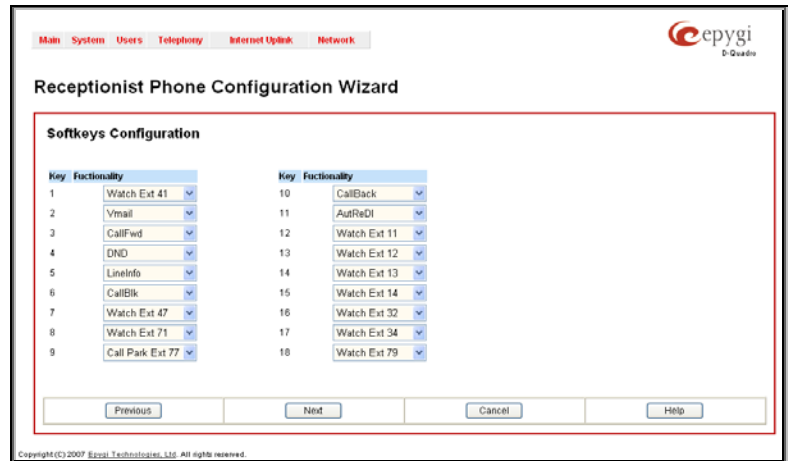 Main System Users Telephony Internet Uplink Network
epygi
D-Quadro
Receptionist Phone Configuration Wizard
Softkeys Configuration
Key Fuctionality Key Fuctionality
1 Watch Ext 41 10 CallBack
2 Vmail 11 AutReDl
3 CallFwd 12 Watch Ext 11
4 DND 13 Watch Ext 12
5 LineInfo 14 Watch Ext 13
6 CallBlk 15 Watch Ext 14
7 Watch Ext 47 16 Watch Ext 32
8 Watch Ext 71 17 Watch Ext 34
9 Call Park Ext 77 18 Watch Ext 79
Previous Next Cancel Help
Copyright (C) 2007 Epygi Technologies, Ltd. All rights reserved.